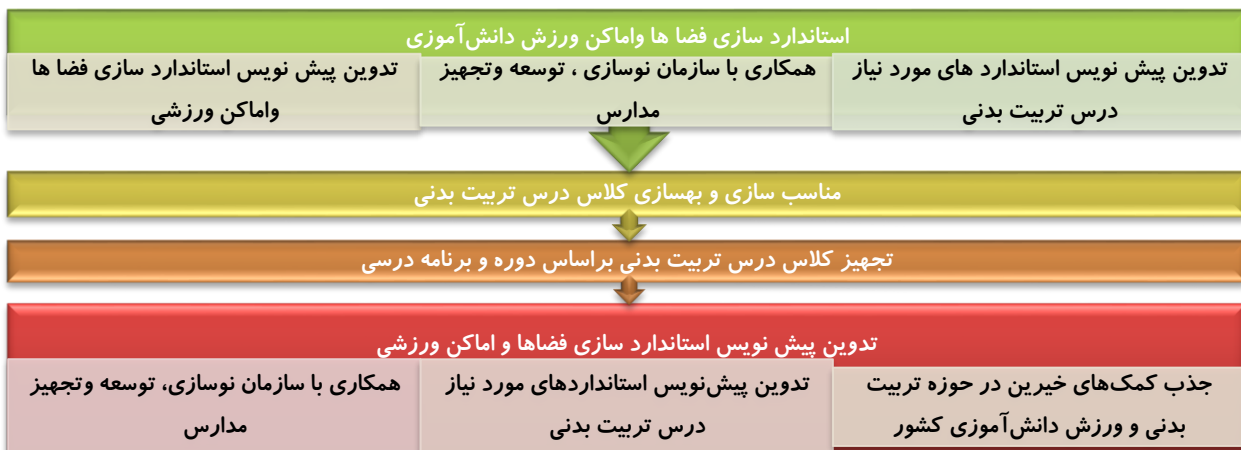 استاندارد سازی فضا ها واماکن ورزش دانش‌آموزی
تدوین پیش نویس استاندارد های مورد نیاز
درس تربیت بدنی
همکاری با سازمان نوسازی ، توسعه وتجهیز
مدارس
تدوین پیش نویس استاندارد سازی فضا ها
واماکن ورزشی
مناسب سازی و بهسازی کلاس درس تربیت بدنی
تجهیز کلاس درس تربیت بدنی براساس دوره و برنامه درسی
تدوین پیش نویس استاندارد سازی فضاها و اماکن ورزشی
جذب کمک‌های خیرین در حوزه تربیت
بدنی و ورزش دانش‌آموزی کشور
تدوین پیش‌نویس استانداردهای مورد نیاز
درس تربیت بدنی
همکاری با سازمان نوسازی، توسعه وتجهیز
مدارس